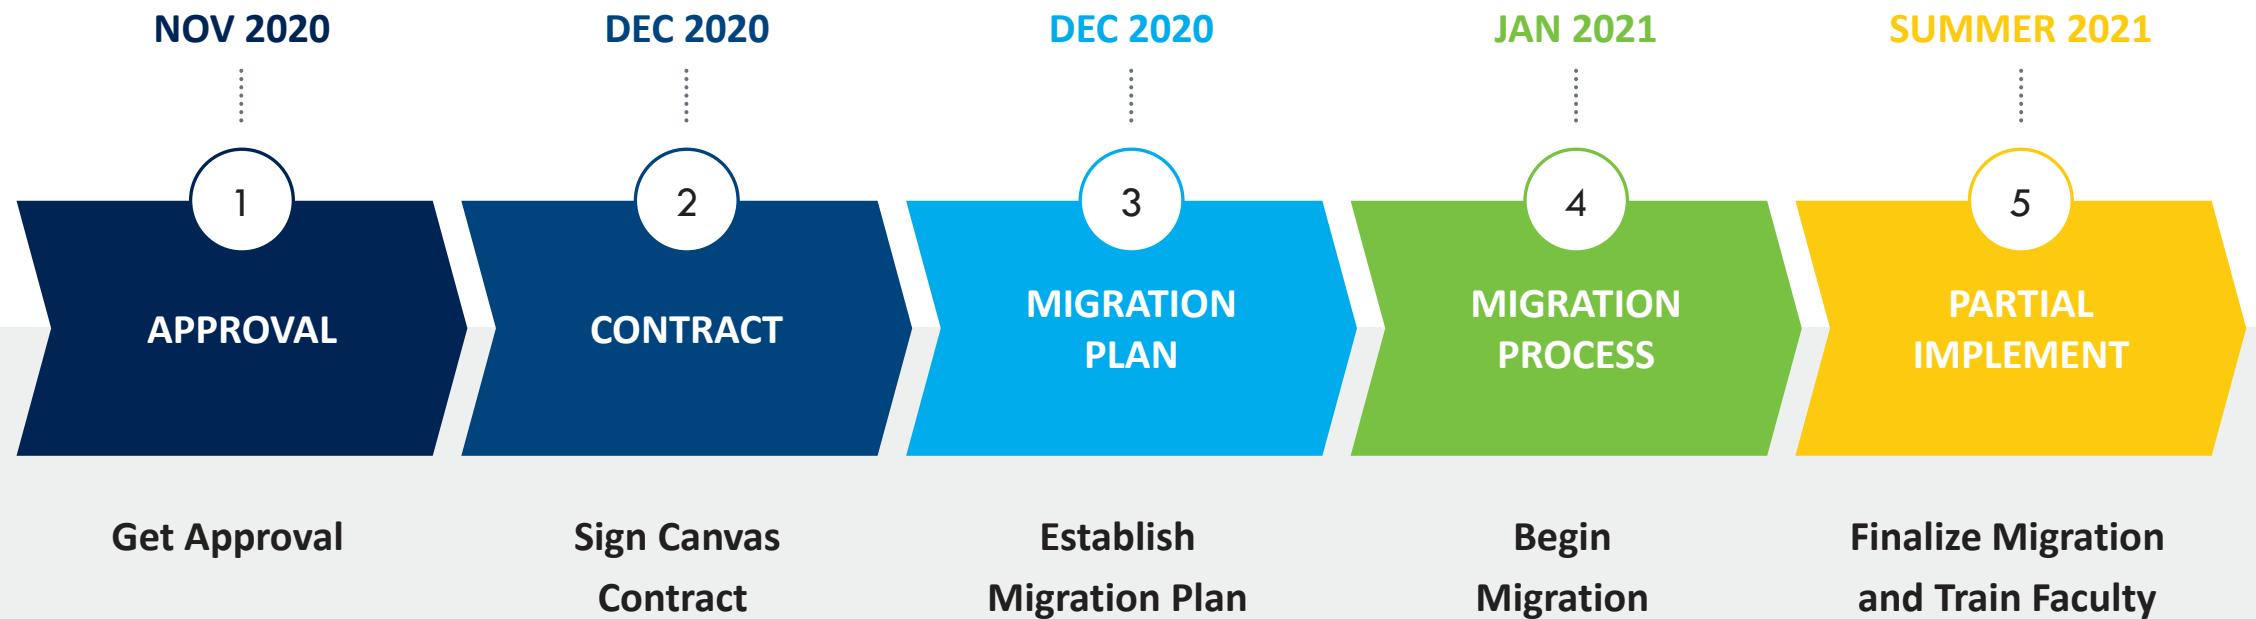 NOV 2020
DEC 2020
DEC 2020
JAN 2021
SUMMER 2021
1
2
3
4
5
APPROVAL
CONTRACT
MIGRATION
PLAN
MIGRATION
PROCESS
PARTIAL
IMPLEMENT
Get Approval
Sign Canvas
Contract
Establish
Migration Plan
Begin
Migration
Finalize Migration
and Train Faculty